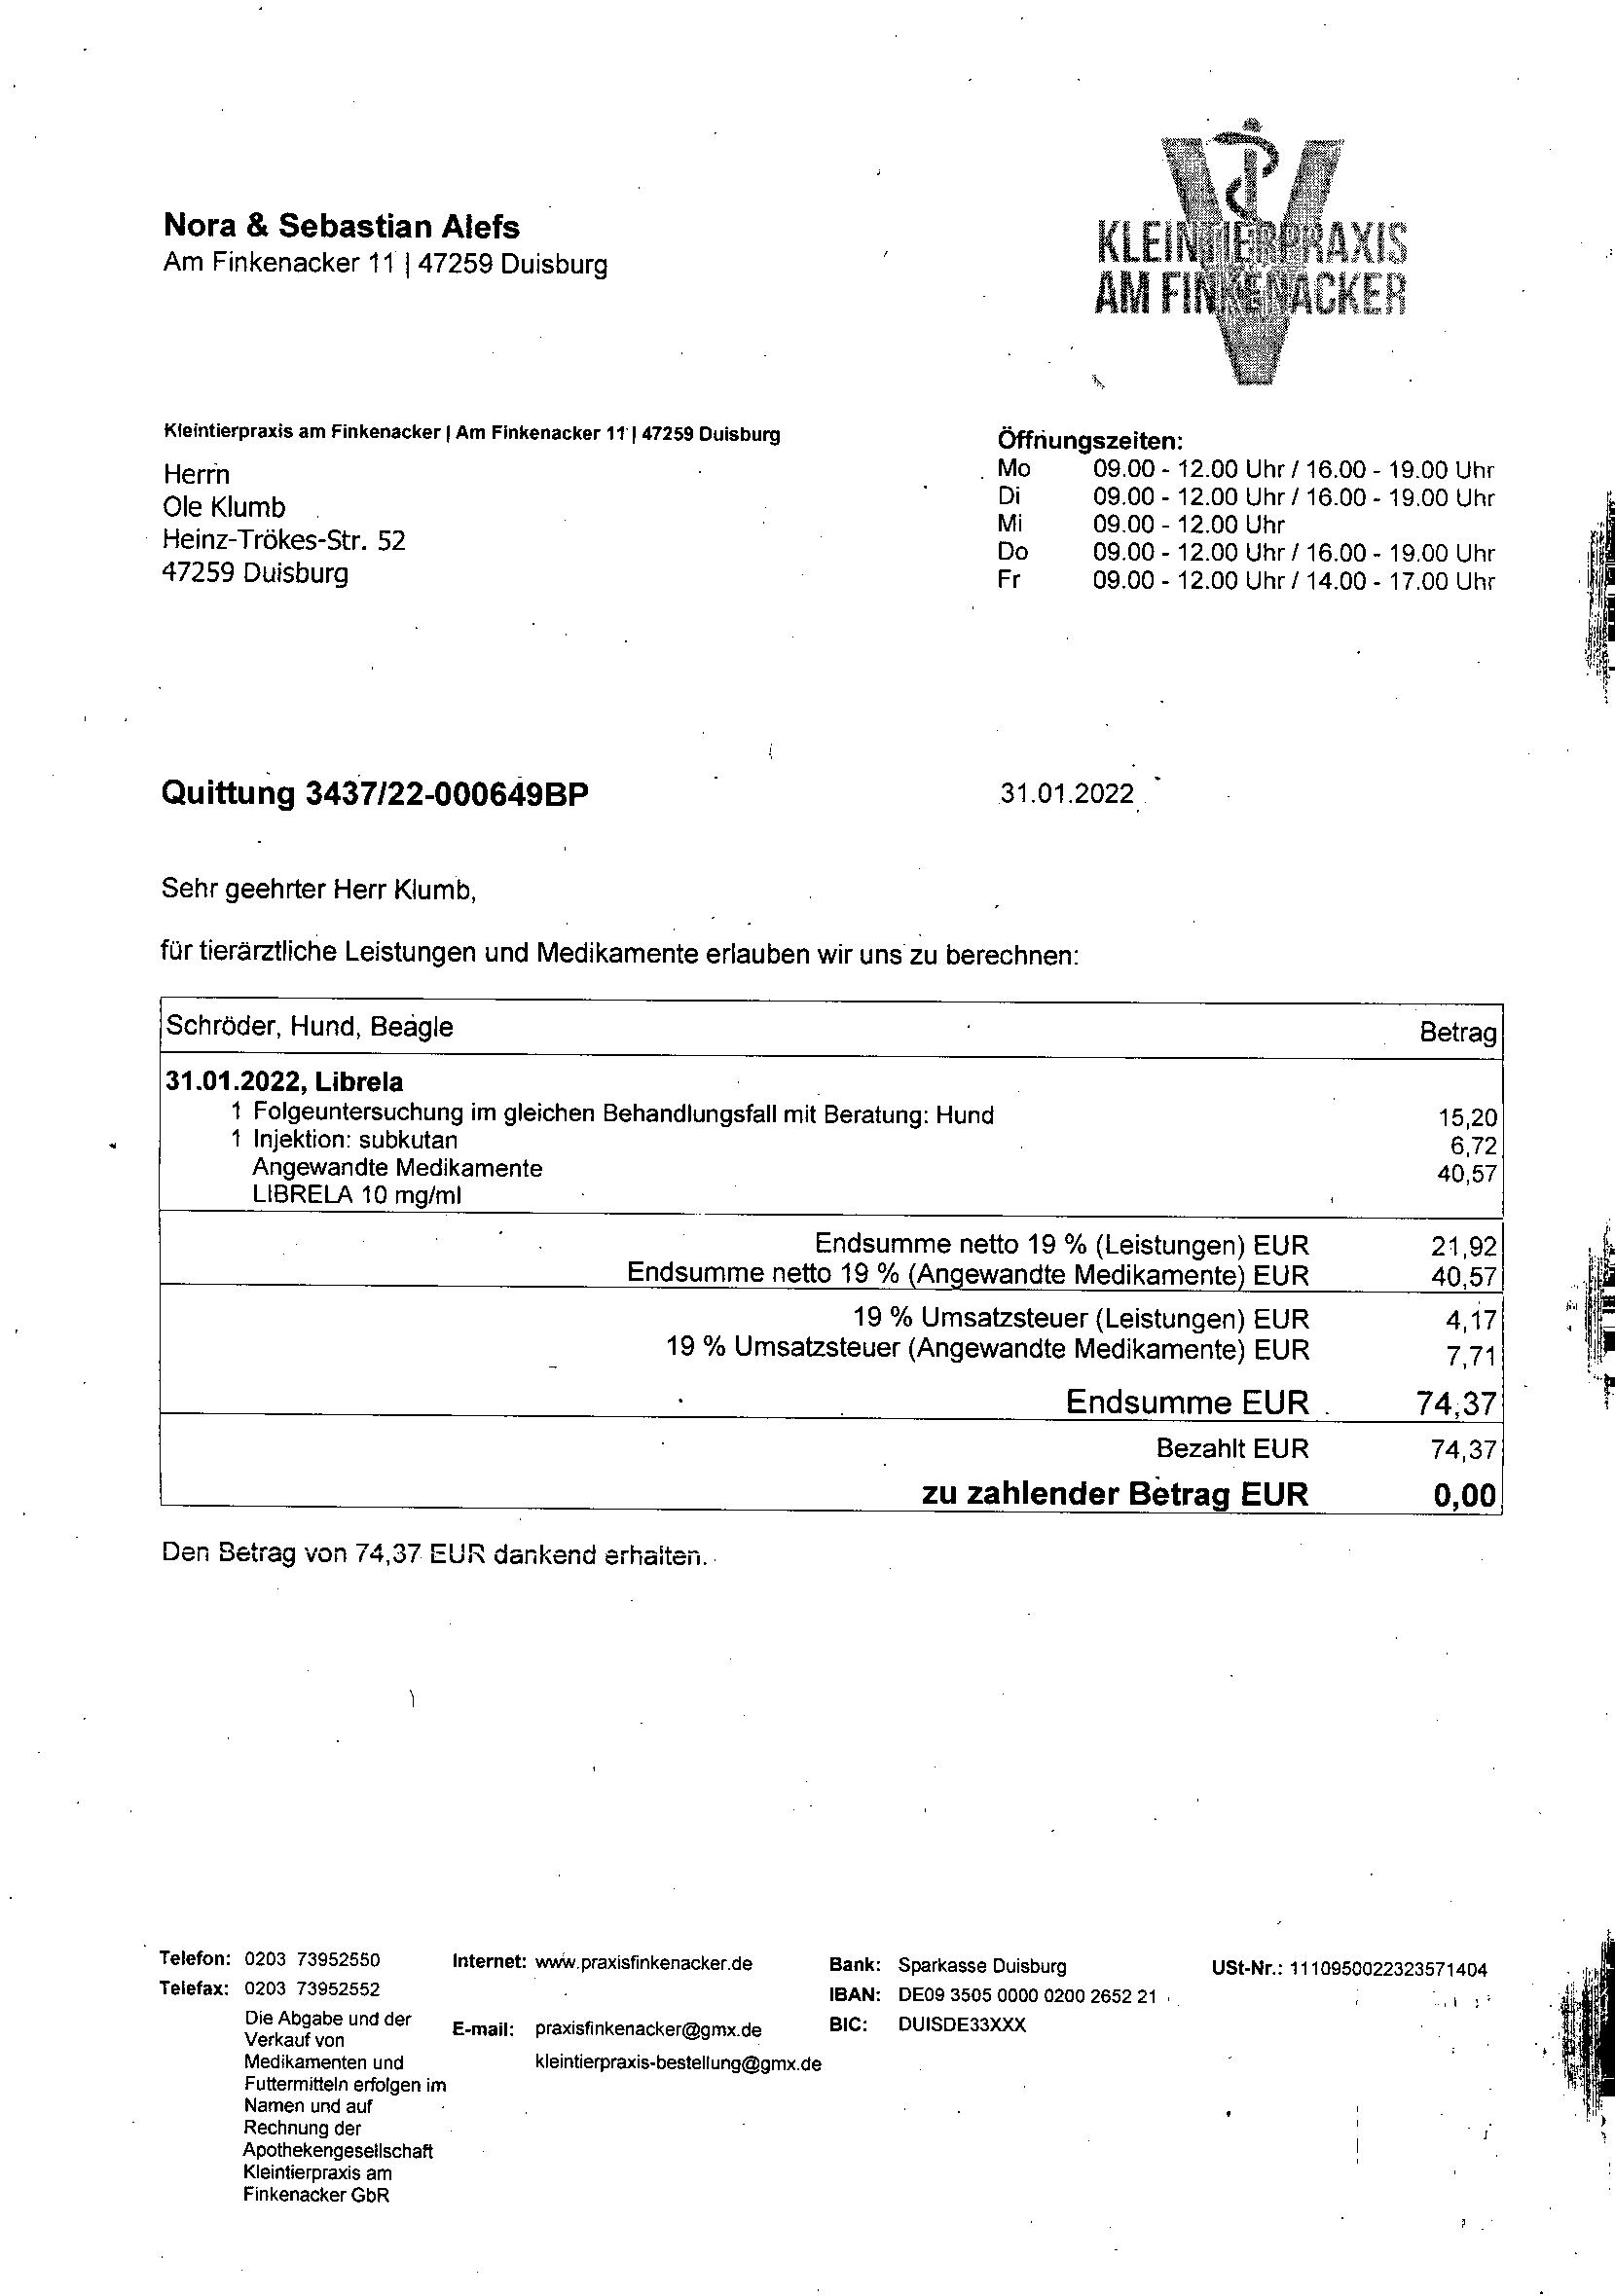 Nora & Sebastian Alefs
Am Finkenacker 11 | 47259 Duisburg
KLEINTIERPRAXIS
AM FINKENACKER
Kleintierpraxis am Finkenacker | Am Finkenacker 11 | 47259 Duisburg
Herrn
Ole Klumb
Heinz-Trökes-Str. 52
47259 Duisburg
Öffnungszeiten:
Mo 09.00 - 12.00 Uhr / 16.00 - 19.00 Uhr
Di 09.00 - 12.00 Uhr / 16.00 - 19.00 Uhr
Mi 09.00 - 12.00 Uhr
Do 09.00 - 12.00 Uhr / 16.00 - 19.00 Uhr
Fr 09.00 - 12.00 Uhr / 14.00 - 17.00 Uhr
Quittung 3437/22-000649BP 31.01.2022
Sehr geehrter Herr Klumb,
für tierärztliche Leistungen und Medikamente erlauben wir uns zu berechnen:
Schröder, Hund, Beagle Betrag
31.01.2022, Librela
1 Folgeuntersuchung im gleichen Behandlungsfall mit Beratung: Hund 15,20
1 Injektion: subkutan 6,72
Angewandte Medikamente 40,57
LIBRELA 10 mg/ml
Endsumme netto 19 % (Leistungen) EUR 21,92
Endsumme netto 19 % (Angewandte Medikamente) EUR 40,57
19 % Umsatzsteuer (Leistungen) EUR 4,17
19 % Umsatzsteuer (Angewandte Medikamente) EUR 7,71
Endsumme EUR 74,37
Bezahlt EUR 74,37
zu zahlender Betrag EUR 0,00
Den Betrag von 74,37 EUR dankend erhalten.
Telefon: 0203 73952550
Telefax: 0203 73952552
Die Abgabe und der
Verkauf von
Medikamenten und
Futtermitteln erfolgen im
Namen und auf
Rechnung der
Apothekengesellschaft
Kleintierpraxis am
Finkenacker GbR
Internet: www.praxisfinkenacker.de
E-mail: praxisfinkenacker@gmx.de
kleintierpraxis-bestellung@gmx.de
Bank: Sparkasse Duisburg
IBAN: DE09 3505 0000 0200 2652 21
BIC: DUISDE33XXX
USt-Nr.: 1110950022323571404